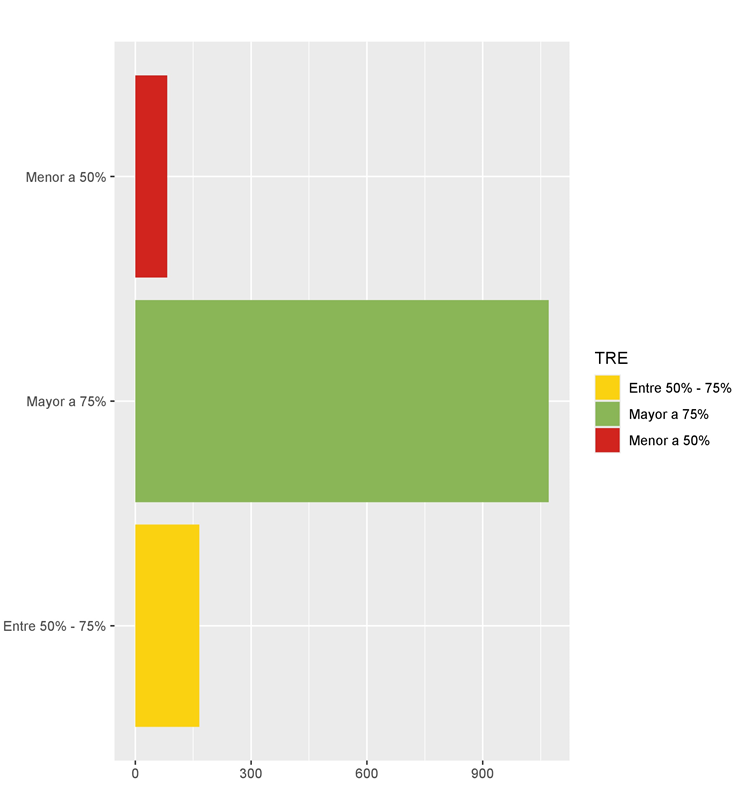 Menor a 50%
Mayor a 75%
Entre 50% - 75%
0 300 600 900
TRE
Entre 50% - 75%
Mayor a 75%
Menor a 50%